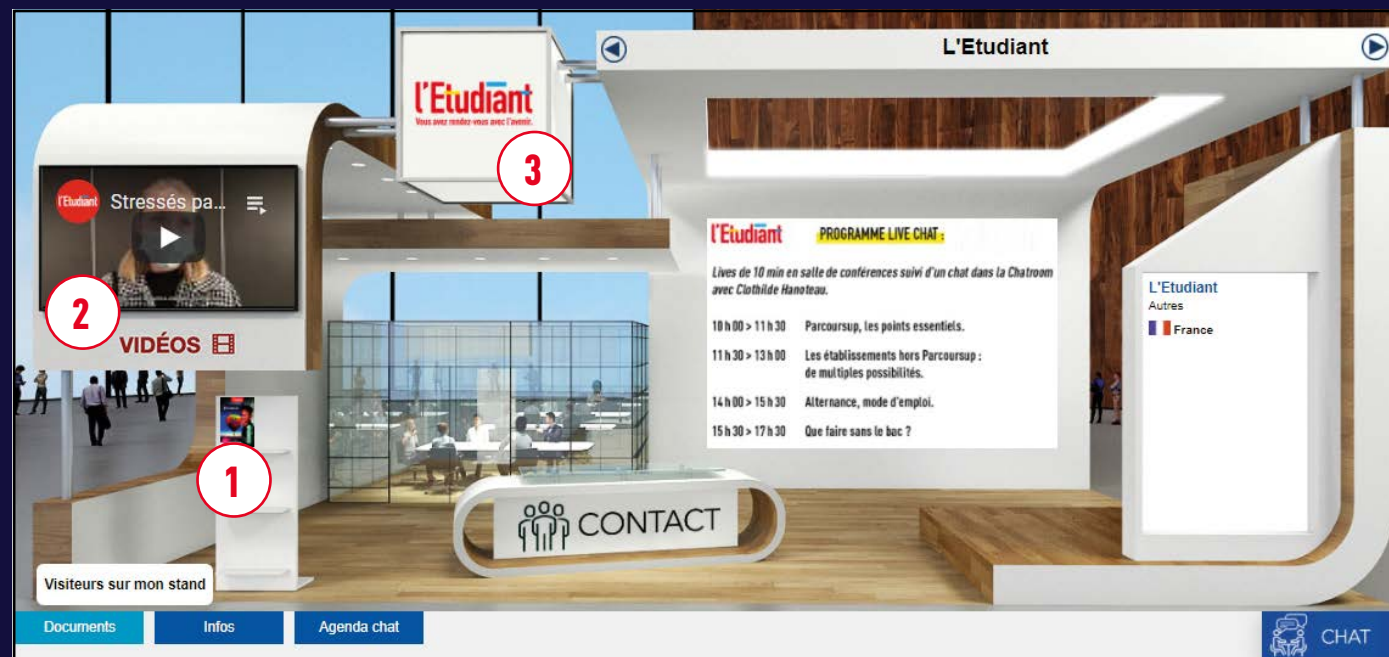 L'Etudiant
l'Etudiant
Vous avez rendez-vous avec l'avenir.
3
l'Etudiant
Stressés pa...
2
VIDÉOS
1
l'Etudiant PROGRAMME LIVE CHAT :
Lives de 10 min en salle de conférences suivi d'un chat dans la Chatroom
avec Clothilde Hanoteau.
10 h 00 > 11 h 30 Parcoursup, les points essentiels.
11 h 30 > 13 h 00 Les établissements hors Parcoursup :
de multiples possibilités.
14 h 00 > 15 h 30 Alternance, mode d'emploi.
15 h 30 > 17 h 30 Que faire sans le bac ?
L'Etudiant
Autres
France
CONTACT
Visiteurs sur mon stand
Documents
Infos
Agenda chat
CHAT